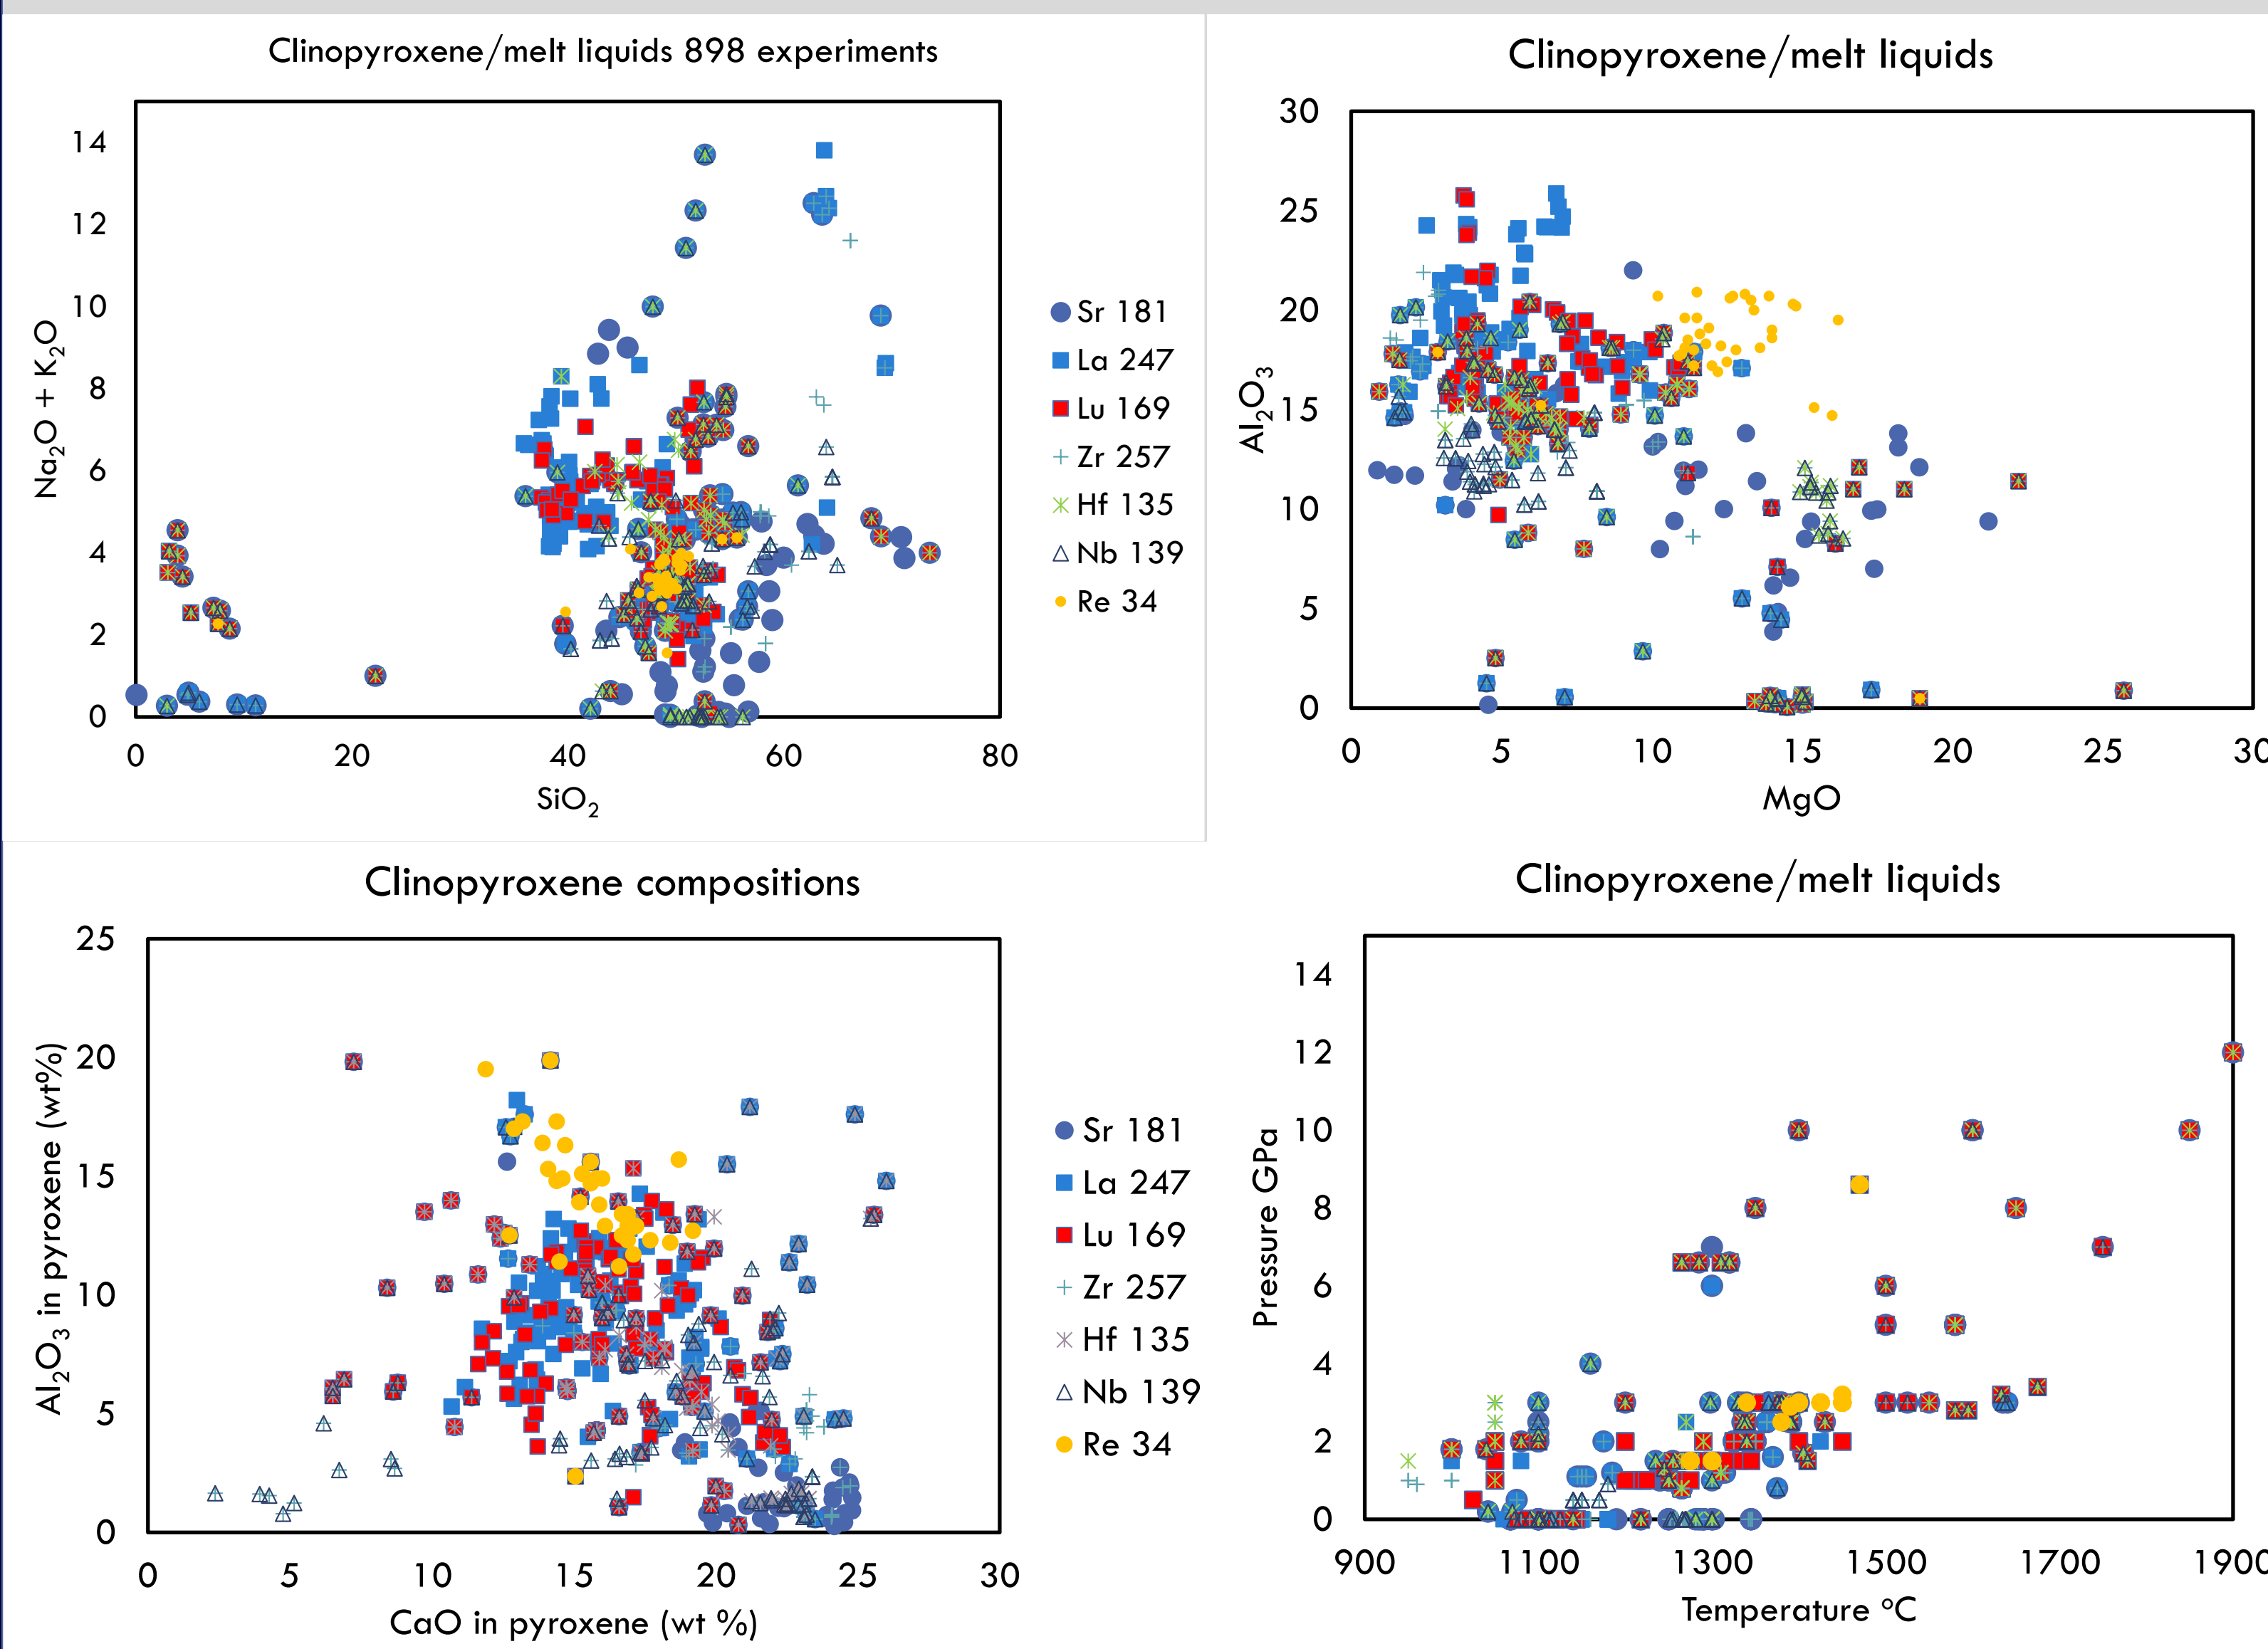 Clinopyroxene/melt liquids 898 experiments
Na₂O + K₂O
14
12
10
8
6
4
2
0
0 20 40 60 80
SiO₂
Sr 181
La 247
Lu 169
Zr 257
Hf 135
Nb 139
Re 34
Clinopyroxene/melt liquids
Al₂O₃
30
25
20
15
10
5
0
0 5 10 15 20 25 30
MgO
Clinopyroxene compositions
Al₂O₃ in pyroxene (wt%)
25
20
15
10
5
0
0 5 10 15 20 25 30
CaO in pyroxene (wt %)
Sr 181
La 247
Lu 169
Zr 257
Hf 135
Nb 139
Re 34
Clinopyroxene/melt liquids
Pressure GPa
14
12
10
8
6
4
2
0
900 1100 1300 1500 1700 1900
Temperature °C